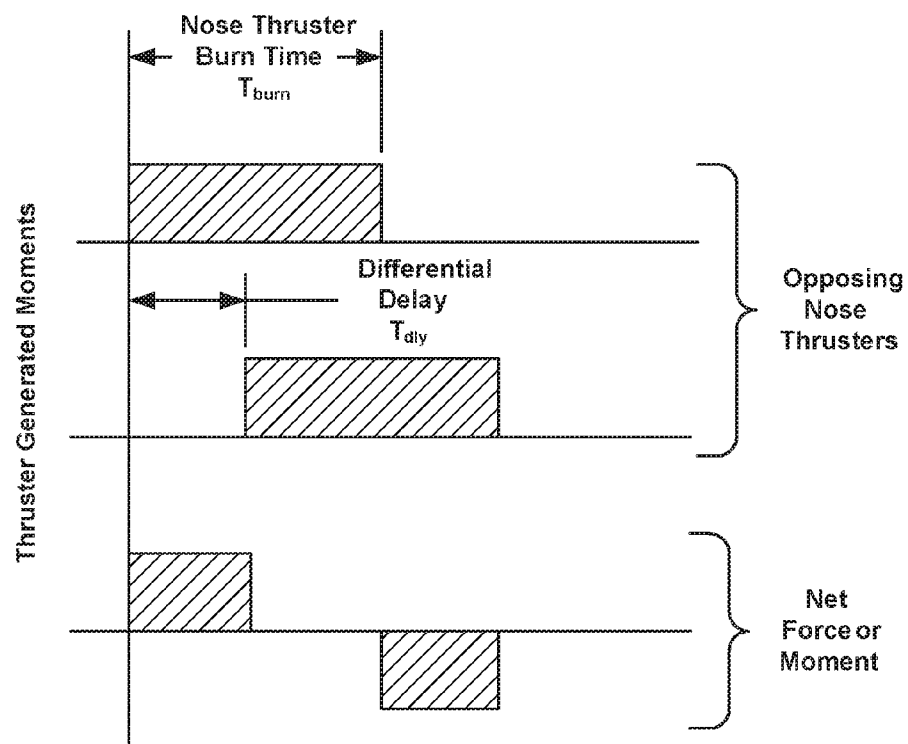 Nose Thruster
Burn Time
Tburn
Thruster Generated Moments
Differential
Delay
Tdly
Opposing
Nose
Thrusters
Net
Force or
Moment